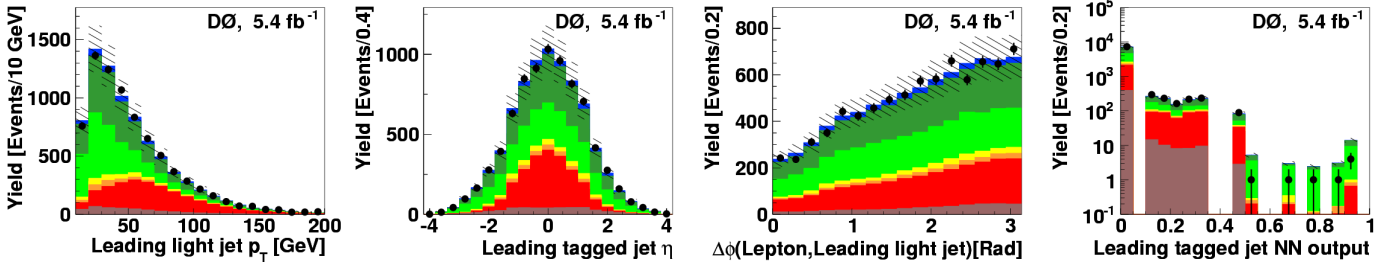 Yield [Events/10 GeV]
DØ, 5.4 fb⁻¹
1500
1000
500
0
50 100 150 200
Leading light jet p_T [GeV]
Yield [Events/0.4]
DØ, 5.4 fb⁻¹
1000
500
0
-4 -2 0 2 4
Leading tagged jet η
Yield [Events/0.2]
DØ, 5.4 fb⁻¹
800
600
400
200
0
0 1 2 3
Δϕ(Lepton,Leading light jet)[Rad]
Yield [Events/0.2]
DØ, 5.4 fb⁻¹
10⁵
10⁴
10³
10²
10
1
10⁻¹
0 0.2 0.4 0.6 0.8 1
Leading tagged jet NN output